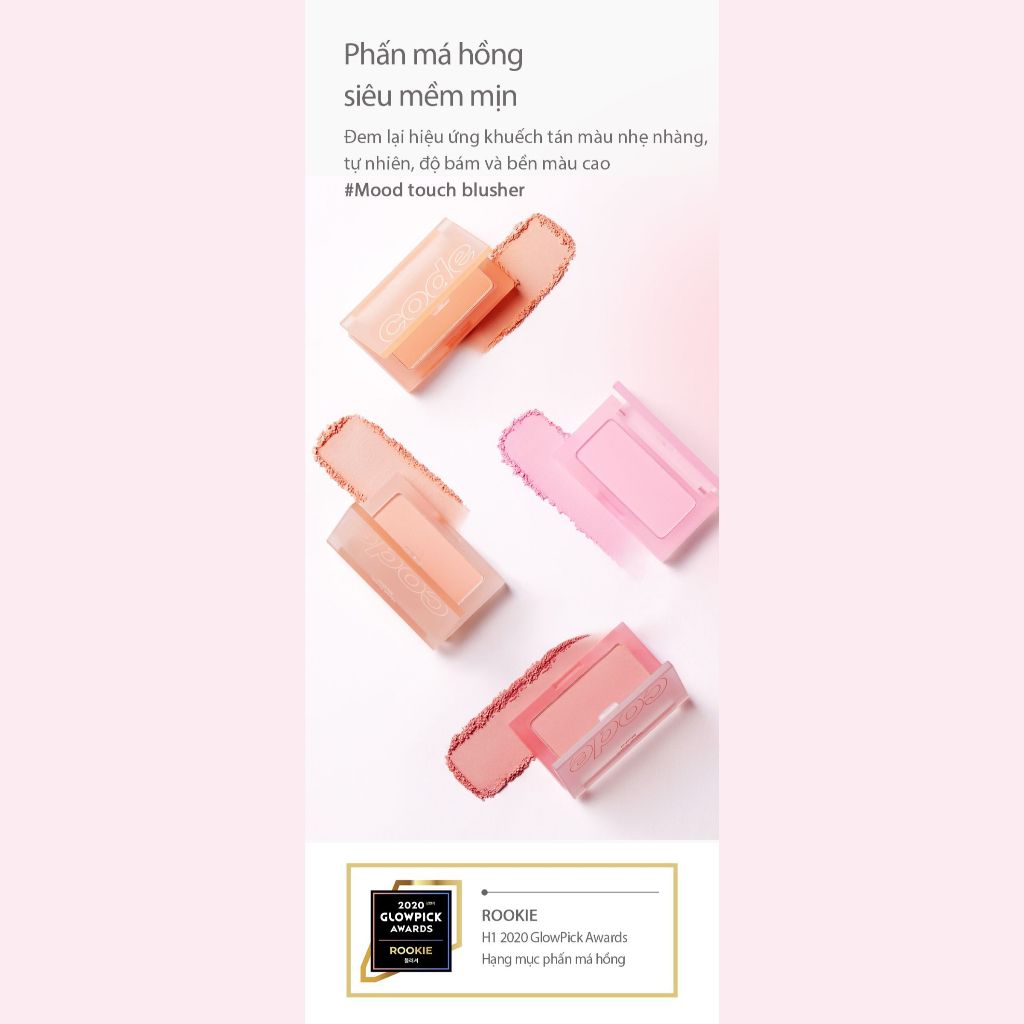 Phấn má hồng
siêu mềm mịn
Đem lại hiệu ứng khuếch tán màu nhẹ nhàng,
tự nhiên, độ bám và bền màu cao
#Mood touch blusher
code
code
code
2020
GLOWPICK
AWARDS
ROOKIE
블러셔
ROOKIE
H1 2020 GlowPick Awards
Hạng mục phấn má hồng